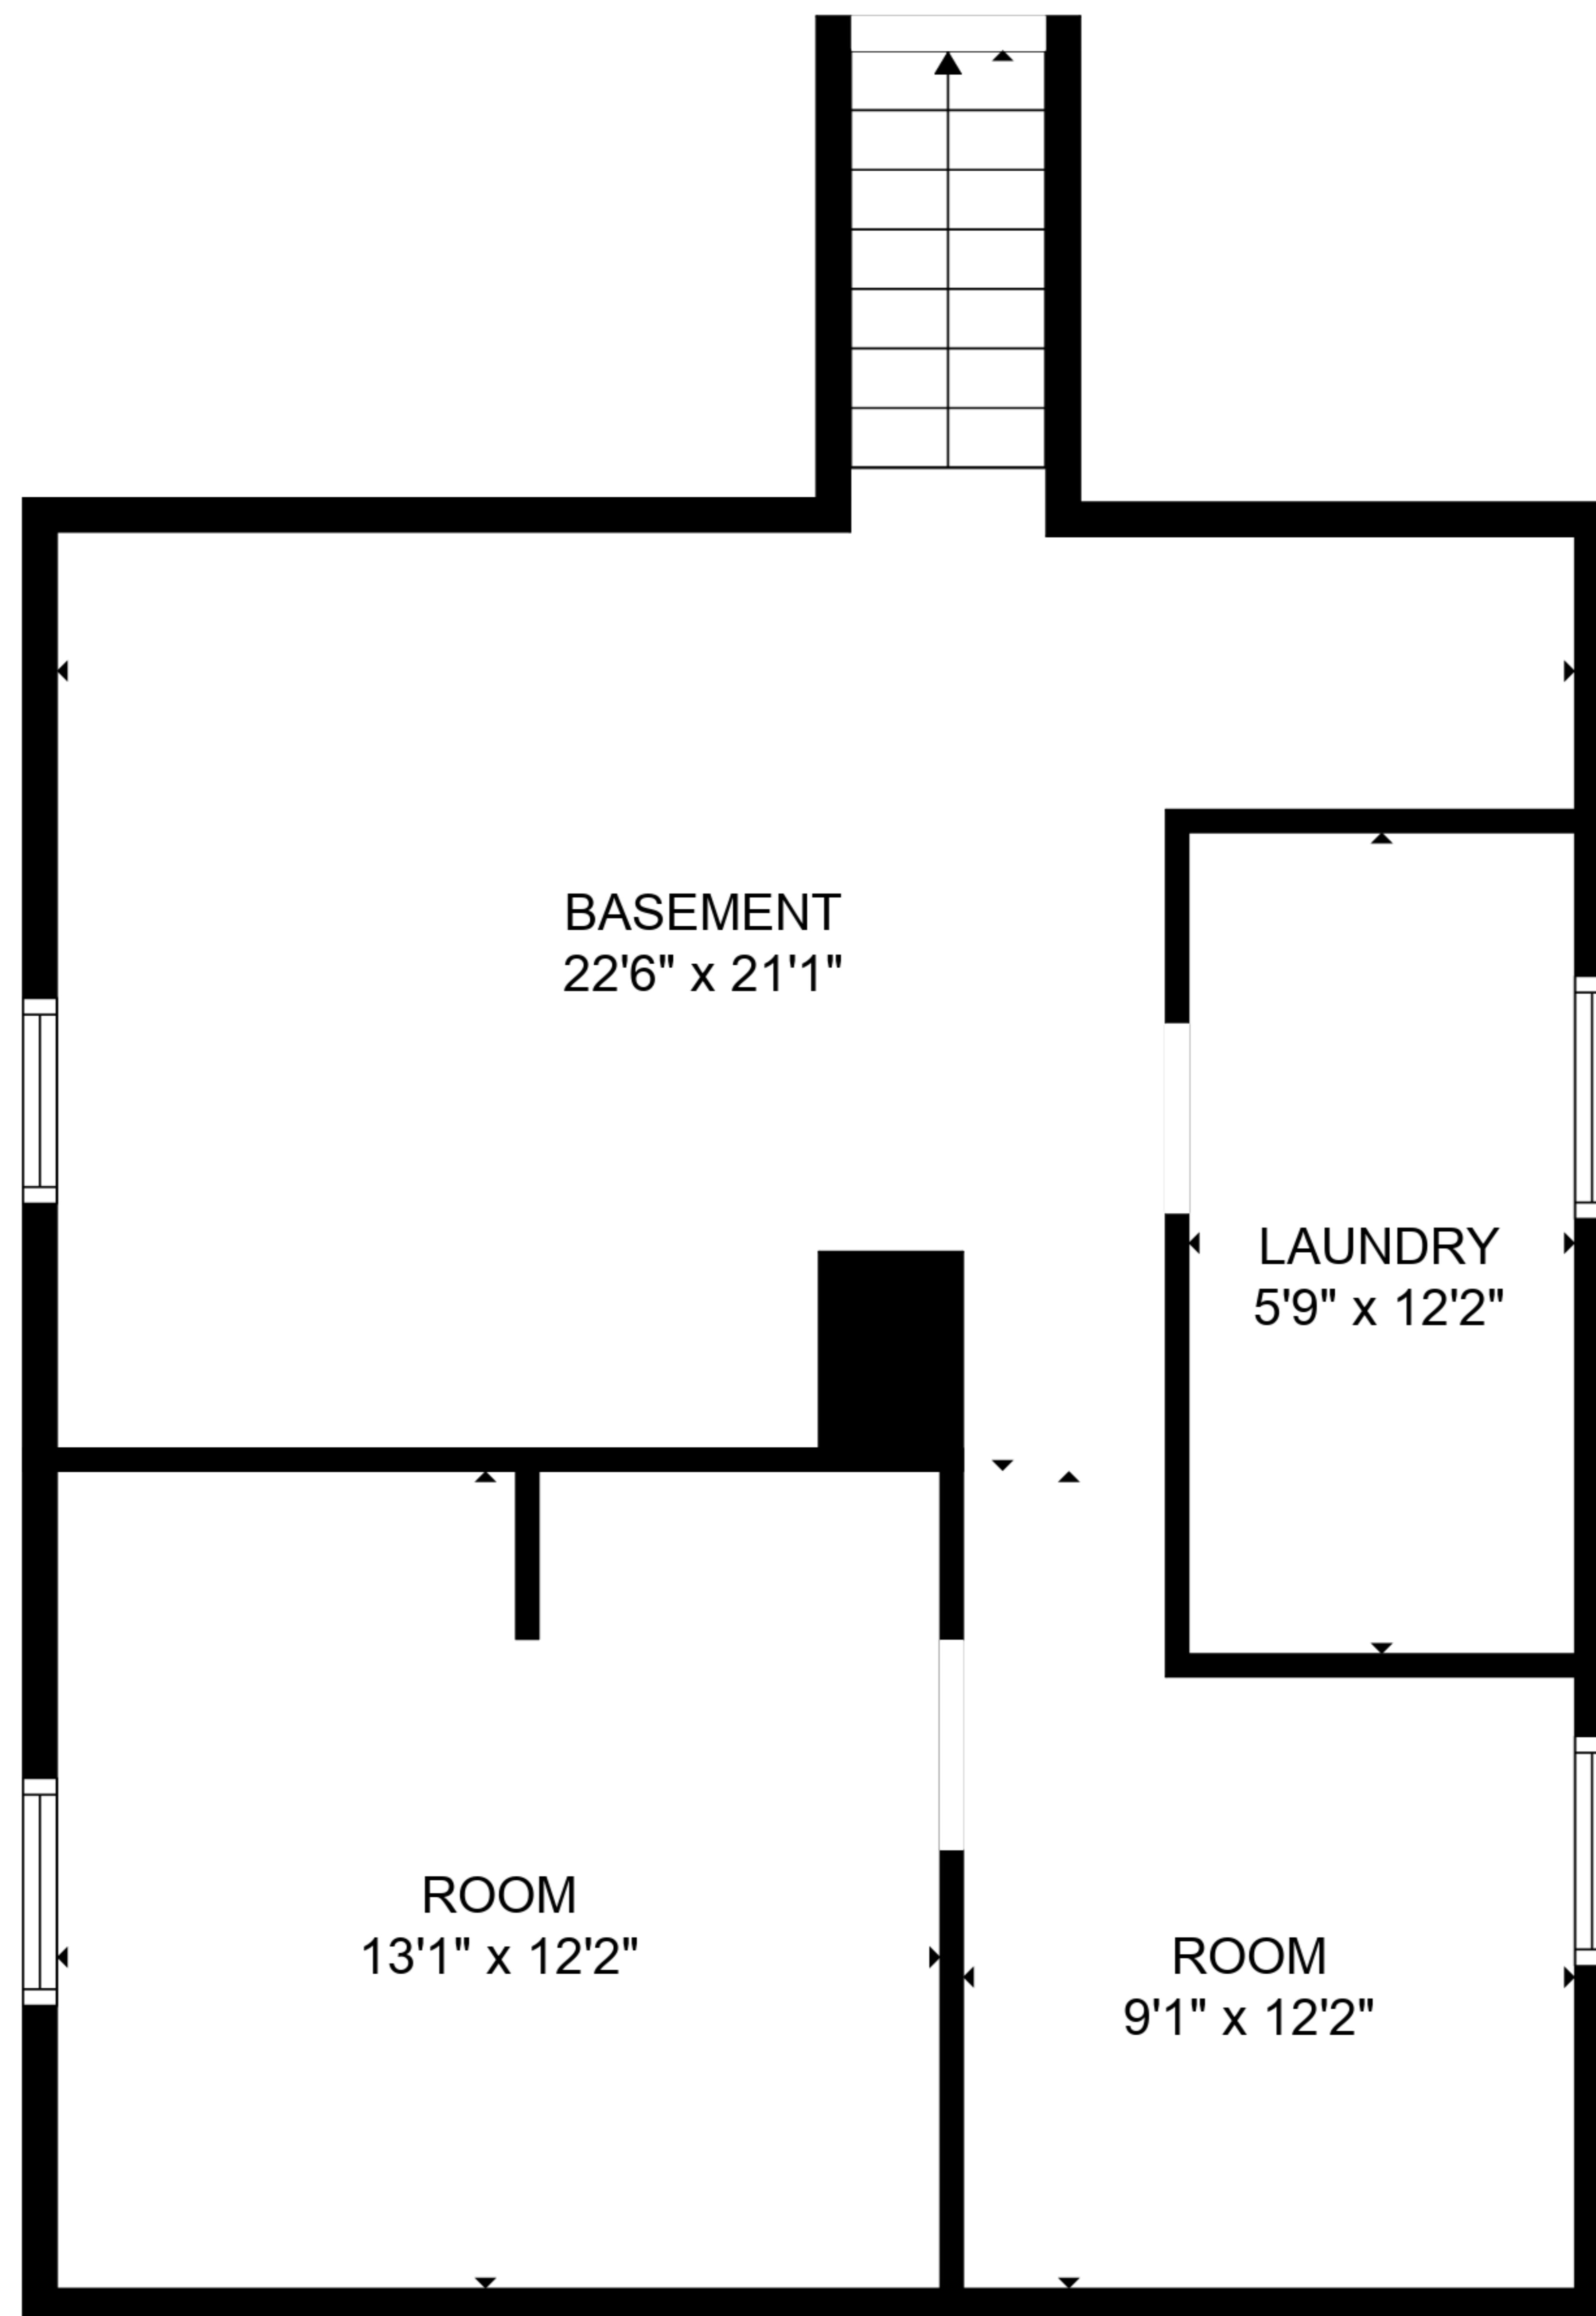 BASEMENT
22'6" x 21'1"
LAUNDRY
5'9" x 12'2"
ROOM
13'1" x 12'2"
ROOM
9'1" x 12'2"